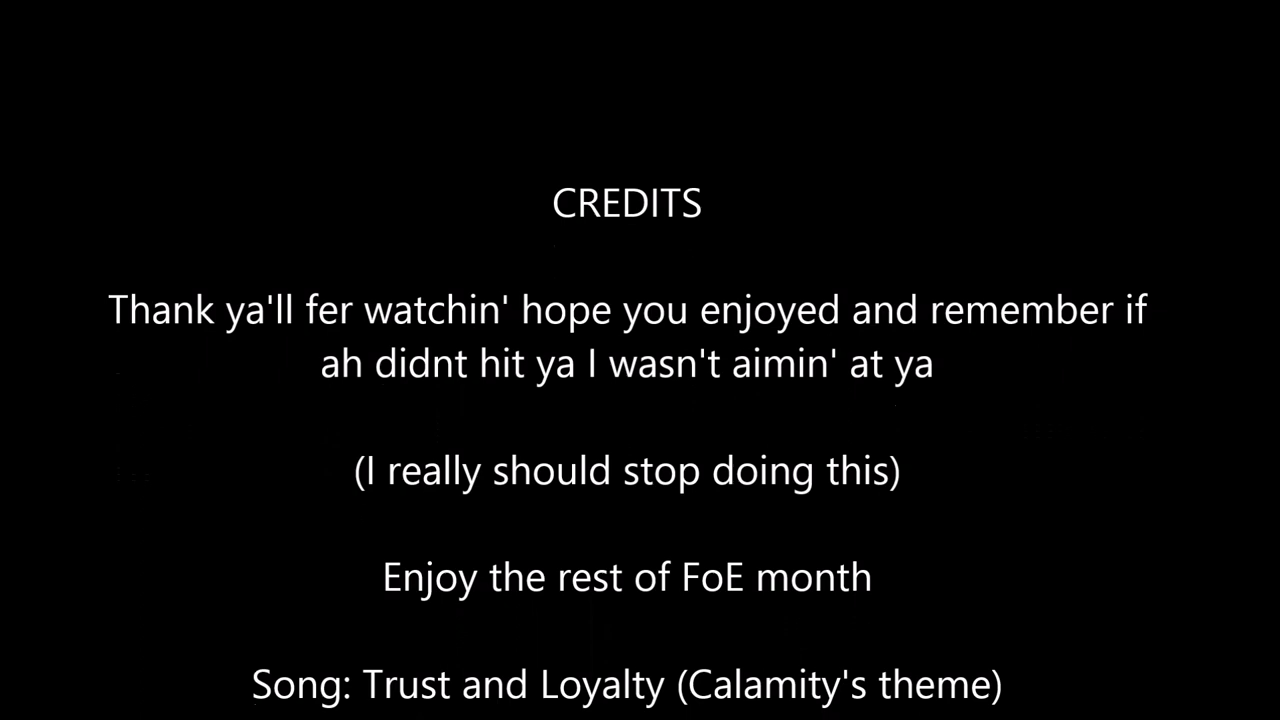 CREDITS
Thank ya'll fer watchin' hope you enjoyed and remember if
ah didnt hit ya I wasn't aimin' at ya
(I really should stop doing this)
Enjoy the rest of FoE month
Song: Trust and Loyalty (Calamity's theme)